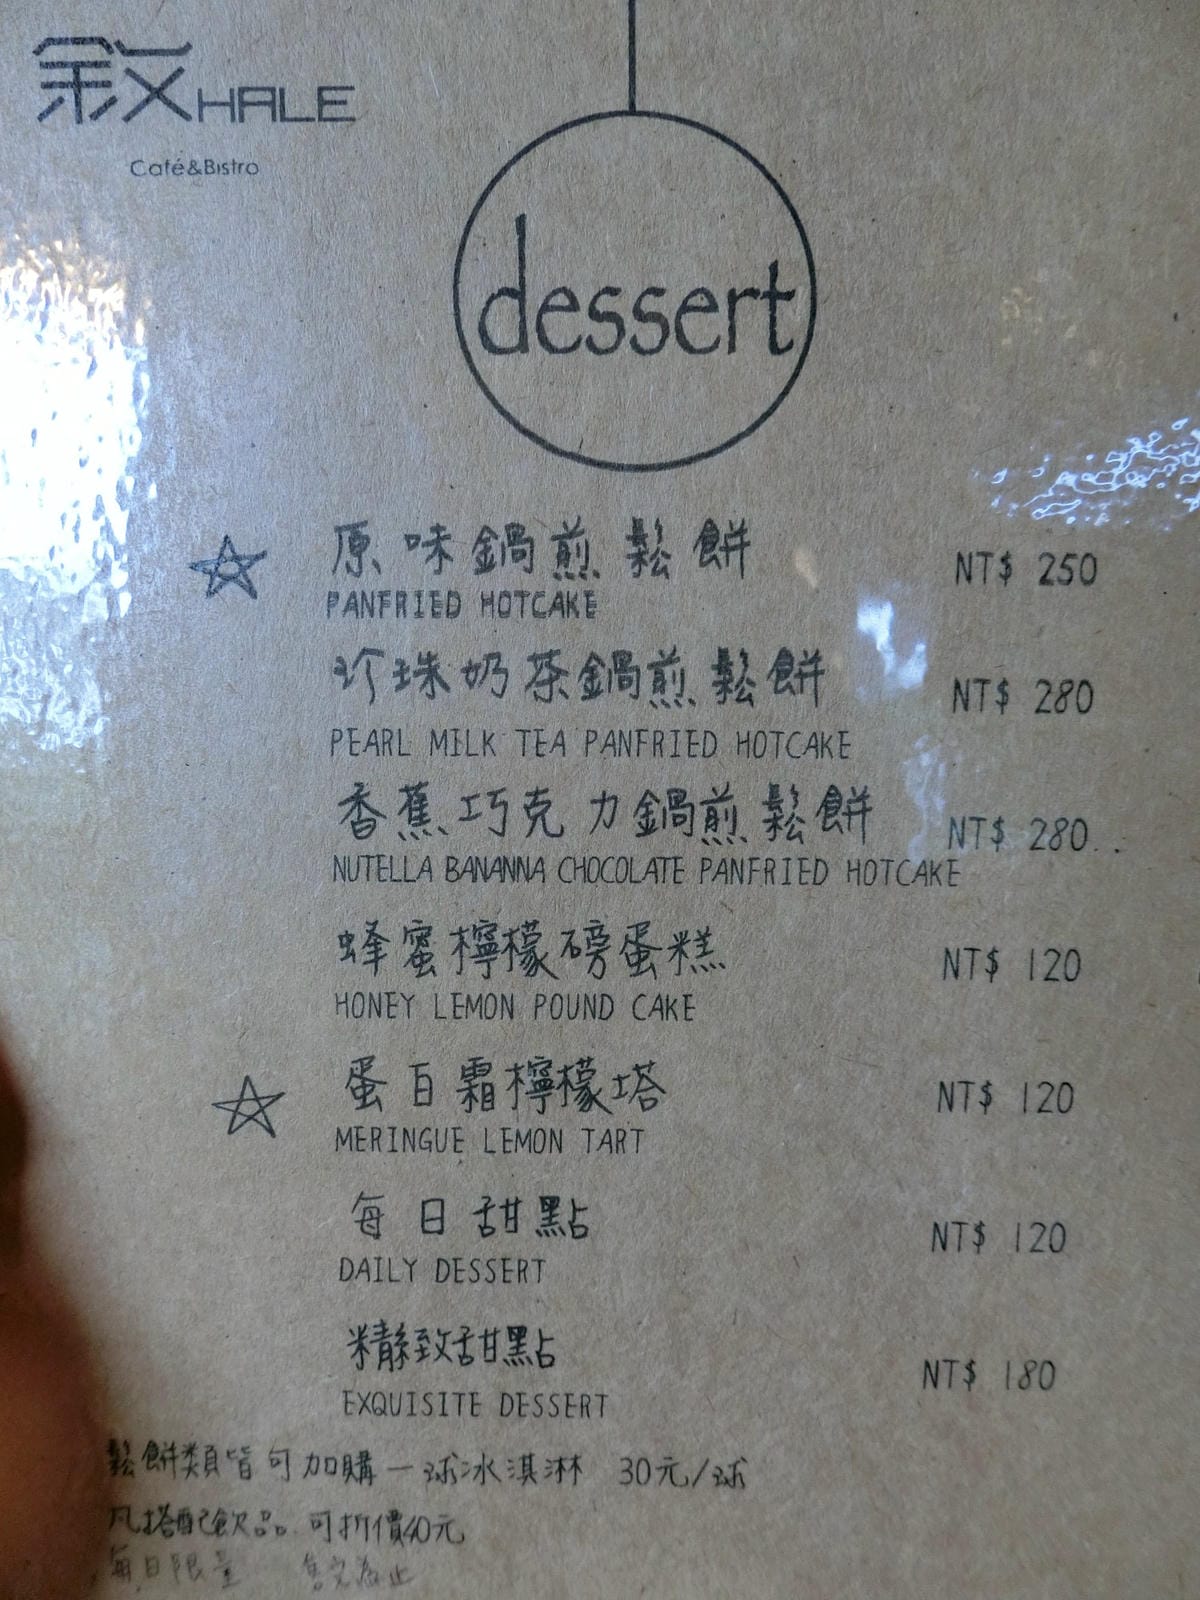 敘HALE
Café&Bistro
dessert
原味鍋煎鬆餅 NT$ 250
PANFRIED HOTCAKE
珍珠奶茶鍋煎鬆餅 NT$ 280
PEARL MILK TEA PANFRIED HOTCAKE
香蕉巧克力鍋煎鬆餅 NT$ 280
NUTELLA BANANNA CHOCOLATE PANFRIED HOTCAKE
蜂蜜檸檬磅蛋糕 NT$ 120
HONEY LEMON POUND CAKE
蛋白霜檸檬塔 NT$ 120
MERINGUE LEMON TART
每日甜點 NT$ 120
DAILY DESSERT
精緻甜點 NT$ 180
EXQUISITE DESSERT
鬆餅類皆可加購一球冰淇淋 30元/球
凡搭配飲品 可折價40元
每日限量 售完為止